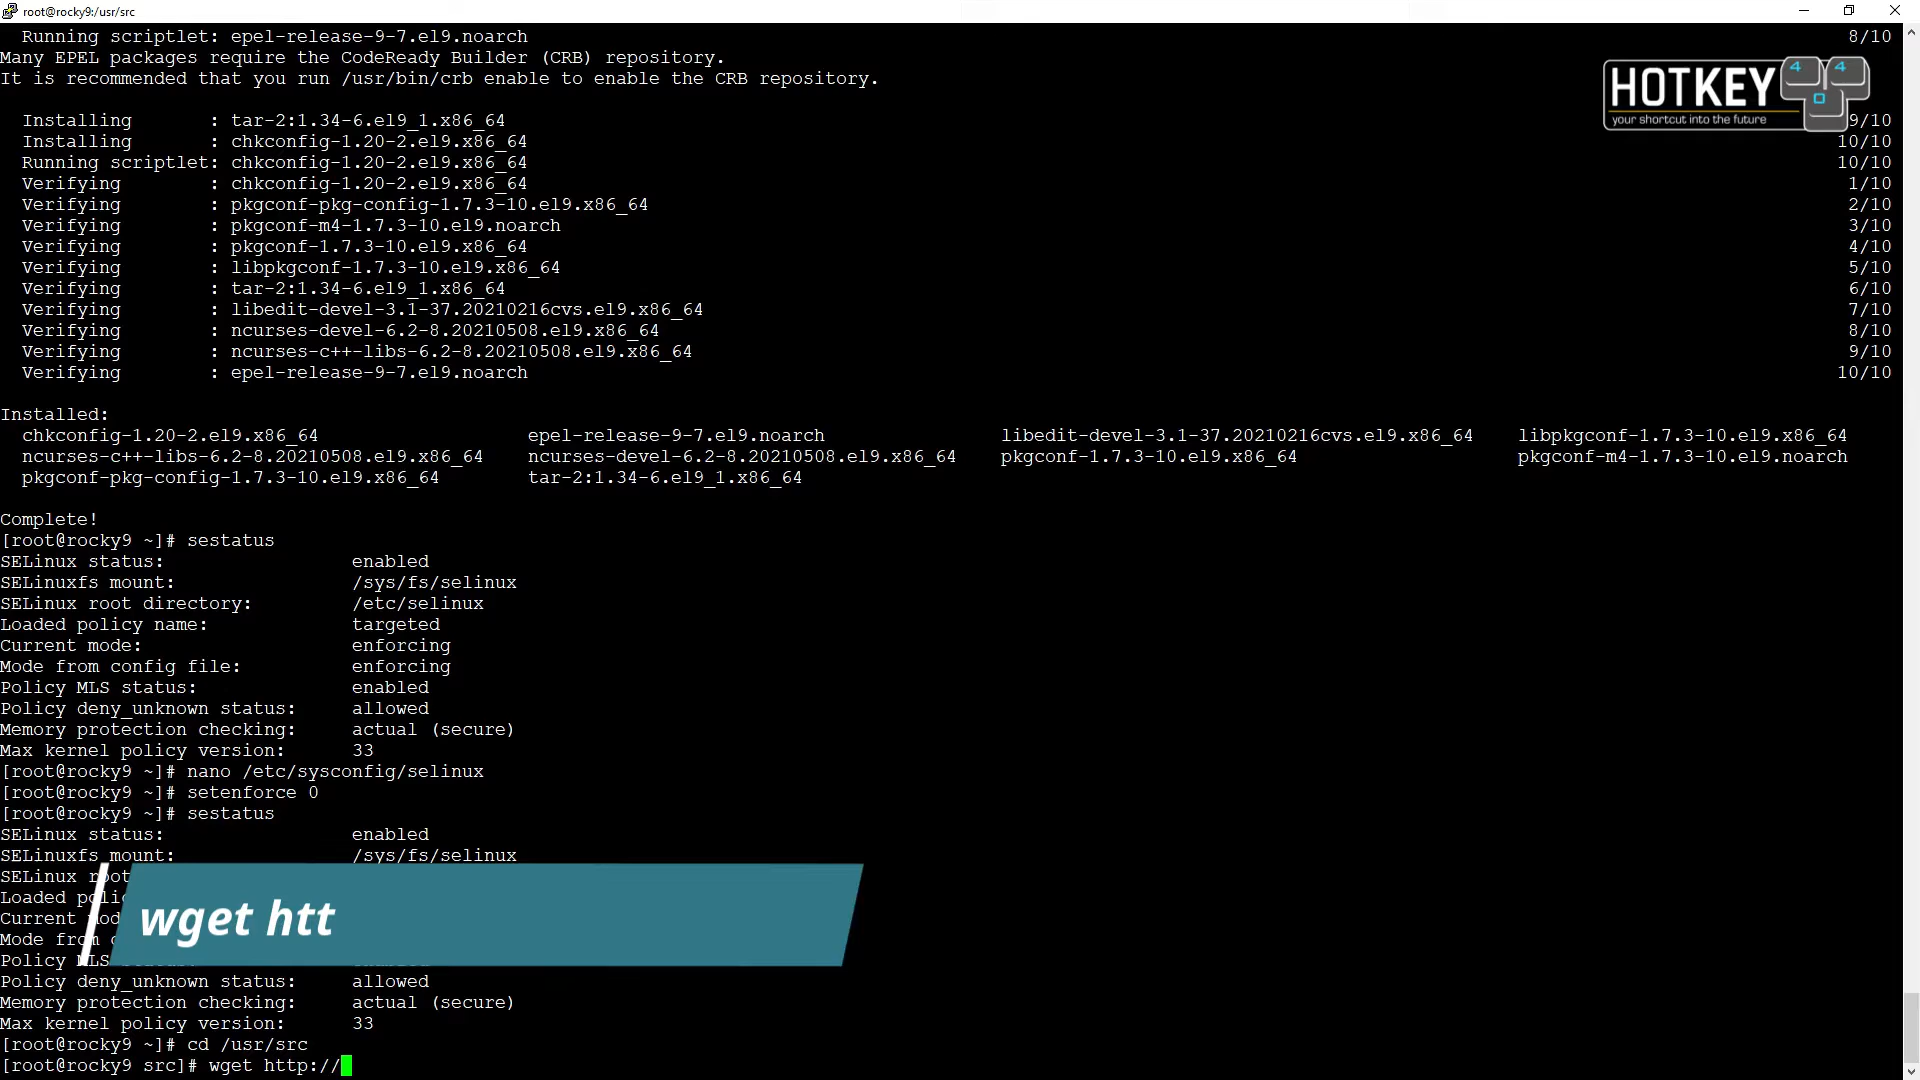 root@rocky9:/usr/src
Running scriptlet: epel-release-9-7.el9.noarch 8/10
Many EPEL packages require the CodeReady Builder (CRB) repository.
It is recommended that you run /usr/bin/crb enable to enable the CRB repository.
HOTKEY 4 4
your shortcut into the future
Installing : tar-2:1.34-6.el9_1.x86_64 9/10
Installing : chkconfig-1.20-2.el9.x86_64 10/10
Running scriptlet: chkconfig-1.20-2.el9.x86_64 10/10
Verifying : chkconfig-1.20-2.el9.x86_64 1/10
Verifying : pkgconf-pkg-config-1.7.3-10.el9.x86_64 2/10
Verifying : pkgconf-m4-1.7.3-10.el9.noarch 3/10
Verifying : pkgconf-1.7.3-10.el9.x86_64 4/10
Verifying : libpkgconf-1.7.3-10.el9.x86_64 5/10
Verifying : tar-2:1.34-6.el9_1.x86_64 6/10
Verifying : libedit-devel-3.1-37.20210216cvs.el9.x86_64 7/10
Verifying : ncurses-devel-6.2-8.20210508.el9.x86_64 8/10
Verifying : ncurses-c++-libs-6.2-8.20210508.el9.x86_64 9/10
Verifying : epel-release-9-7.el9.noarch 10/10
Installed:
chkconfig-1.20-2.el9.x86_64 epel-release-9-7.el9.noarch libedit-devel-3.1-37.20210216cvs.el9.x86_64 libpkgconf-1.7.3-10.el9.x86_64
ncurses-c++-libs-6.2-8.20210508.el9.x86_64 ncurses-devel-6.2-8.20210508.el9.x86_64 pkgconf-1.7.3-10.el9.x86_64 pkgconf-m4-1.7.3-10.el9.noarch
pkgconf-pkg-config-1.7.3-10.el9.x86_64 tar-2:1.34-6.el9_1.x86_64
Complete!
[root@rocky9 ~]# sestatus
SELinux status: enabled
SELinuxfs mount: /sys/fs/selinux
SELinux root directory: /etc/selinux
Loaded policy name: targeted
Current mode: enforcing
Mode from config file: enforcing
Policy MLS status: enabled
Policy deny_unknown status: allowed
Memory protection checking: actual (secure)
Max kernel policy version: 33
[root@rocky9 ~]# nano /etc/sysconfig/selinux
[root@rocky9 ~]# setenforce 0
[root@rocky9 ~]# sestatus
SELinux status: enabled
SELinuxfs mount: /sys/fs/selinux
SELinux root
Loaded
Current
wget htt
Mode from
Policy MLS
Policy deny_unknown status: allowed
Memory protection checking: actual (secure)
Max kernel policy version: 33
[root@rocky9 ~]# cd /usr/src
[root@rocky9 src]# wget http://